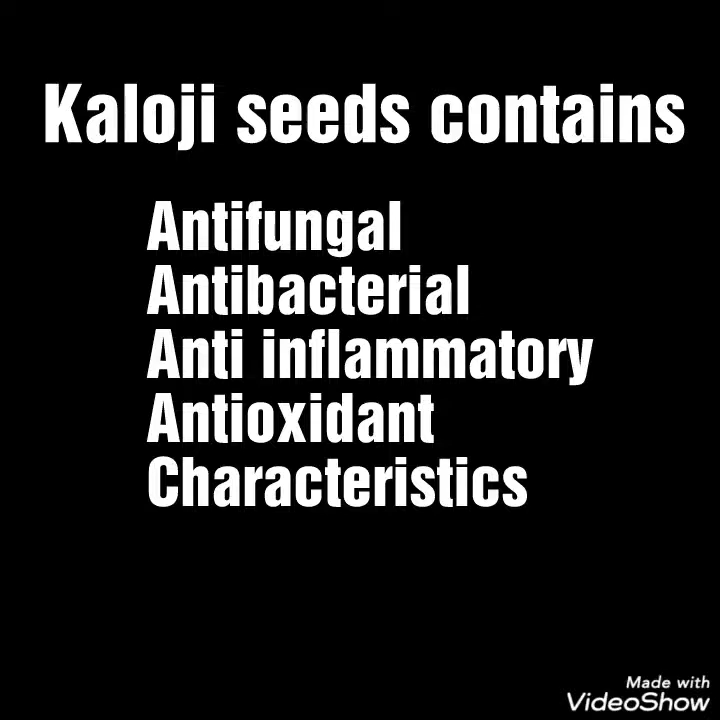 Kaloji seeds contains
Antifungal
Antibacterial
Anti inflammatory
Antioxidant
Characteristics
Made with
VideoShow